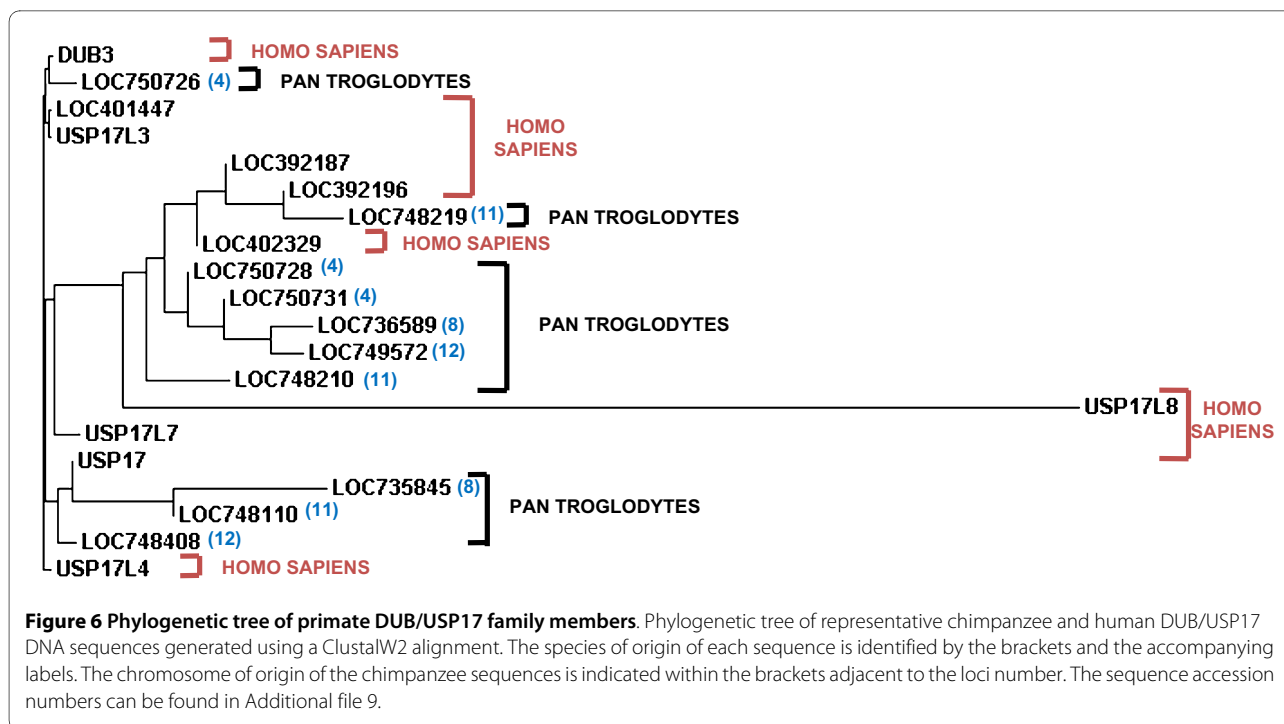 DUB3 HOMO SAPIENS
LOC750726 (4) PAN TROGLODYTES
LOC401447
USP17L3
HOMO
SAPIENS
LOC392187
LOC392196
LOC748219 (11) PAN TROGLODYTES
LOC402329 HOMO SAPIENS
LOC750728 (4)
LOC750731 (4)
LOC736589 (8) PAN TROGLODYTES
LOC749572 (12)
LOC748210 (11)
USP17L8 HOMO
SAPIENS
USP17L7
USP17
LOC735845 (8)
LOC748110 (11) PAN TROGLODYTES
LOC748408 (12)
USP17L4 HOMO SAPIENS
Figure 6 Phylogenetic tree of primate DUB/USP17 family members. Phylogenetic tree of representative chimpanzee and human DUB/USP17
DNA sequences generated using a ClustalW2 alignment. The species of origin of each sequence is identified by the brackets and the accompanying
labels. The chromosome of origin of the chimpanzee sequences is indicated within the brackets adjacent to the loci number. The sequence accession
numbers can be found in Additional file 9.